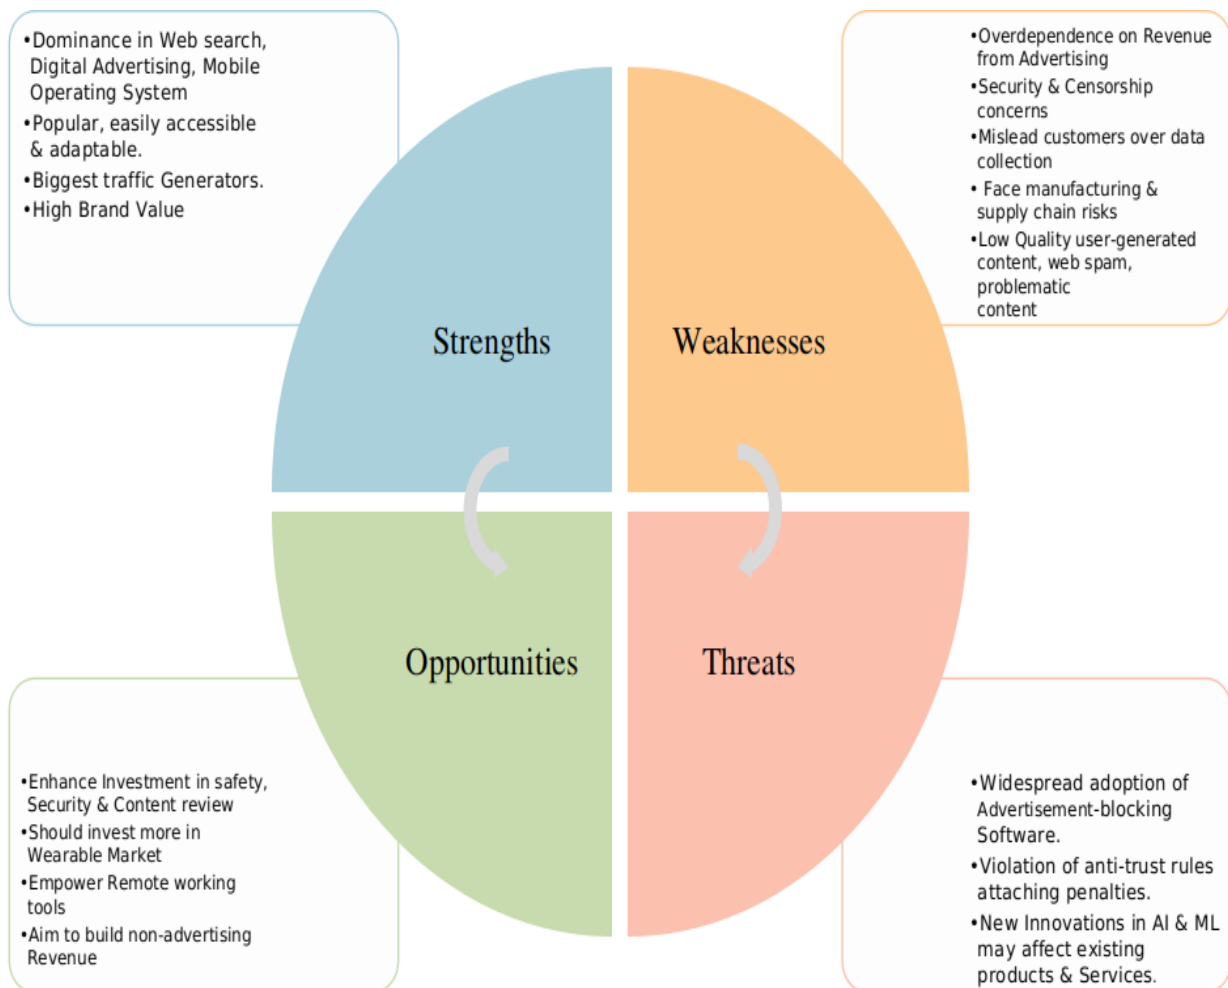 •Dominance in Web search,
Digital Advertising, Mobile
Operating System
•Popular, easily accessible
& adaptable.
•Biggest traffic Generators.
•High Brand Value
•Overdependence on Revenue
from Advertising
•Security & Censorship
concerns
•Mislead customers over data
collection
• Face manufacturing &
supply chain risks
•Low Quality user-generated
content, web spam,
problematic
content
Strengths
Weaknesses
Opportunities
Threats
•Enhance Investment in safety,
Security & Content review
•Should invest more in
Wearable Market
•Empower Remote working
tools
•Aim to build non-advertising
Revenue
•Widespread adoption of
Advertisement-blocking
Software.
•Violation of anti-trust rules
attaching penalties.
•New Innovations in AI & ML
may affect existing
products & Services.